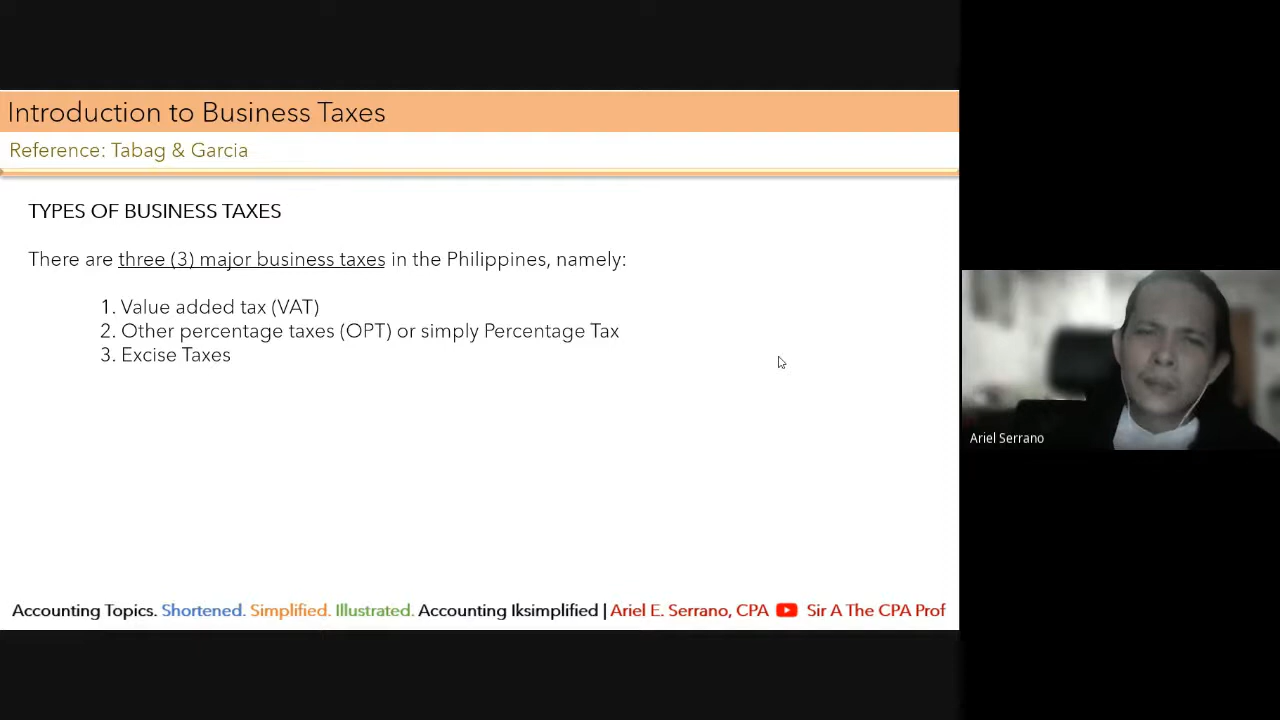 Introduction to Business Taxes
Reference: Tabag & Garcia
TYPES OF BUSINESS TAXES
There are three (3) major business taxes in the Philippines, namely:
1. Value added tax (VAT)
2. Other percentage taxes (OPT) or simply Percentage Tax
3. Excise Taxes
Ariel Serrano
Accounting Topics. Shortened. Simplified. Illustrated. Accounting Iksimplified | Ariel E. Serrano, CPA Sir A The CPA Prof